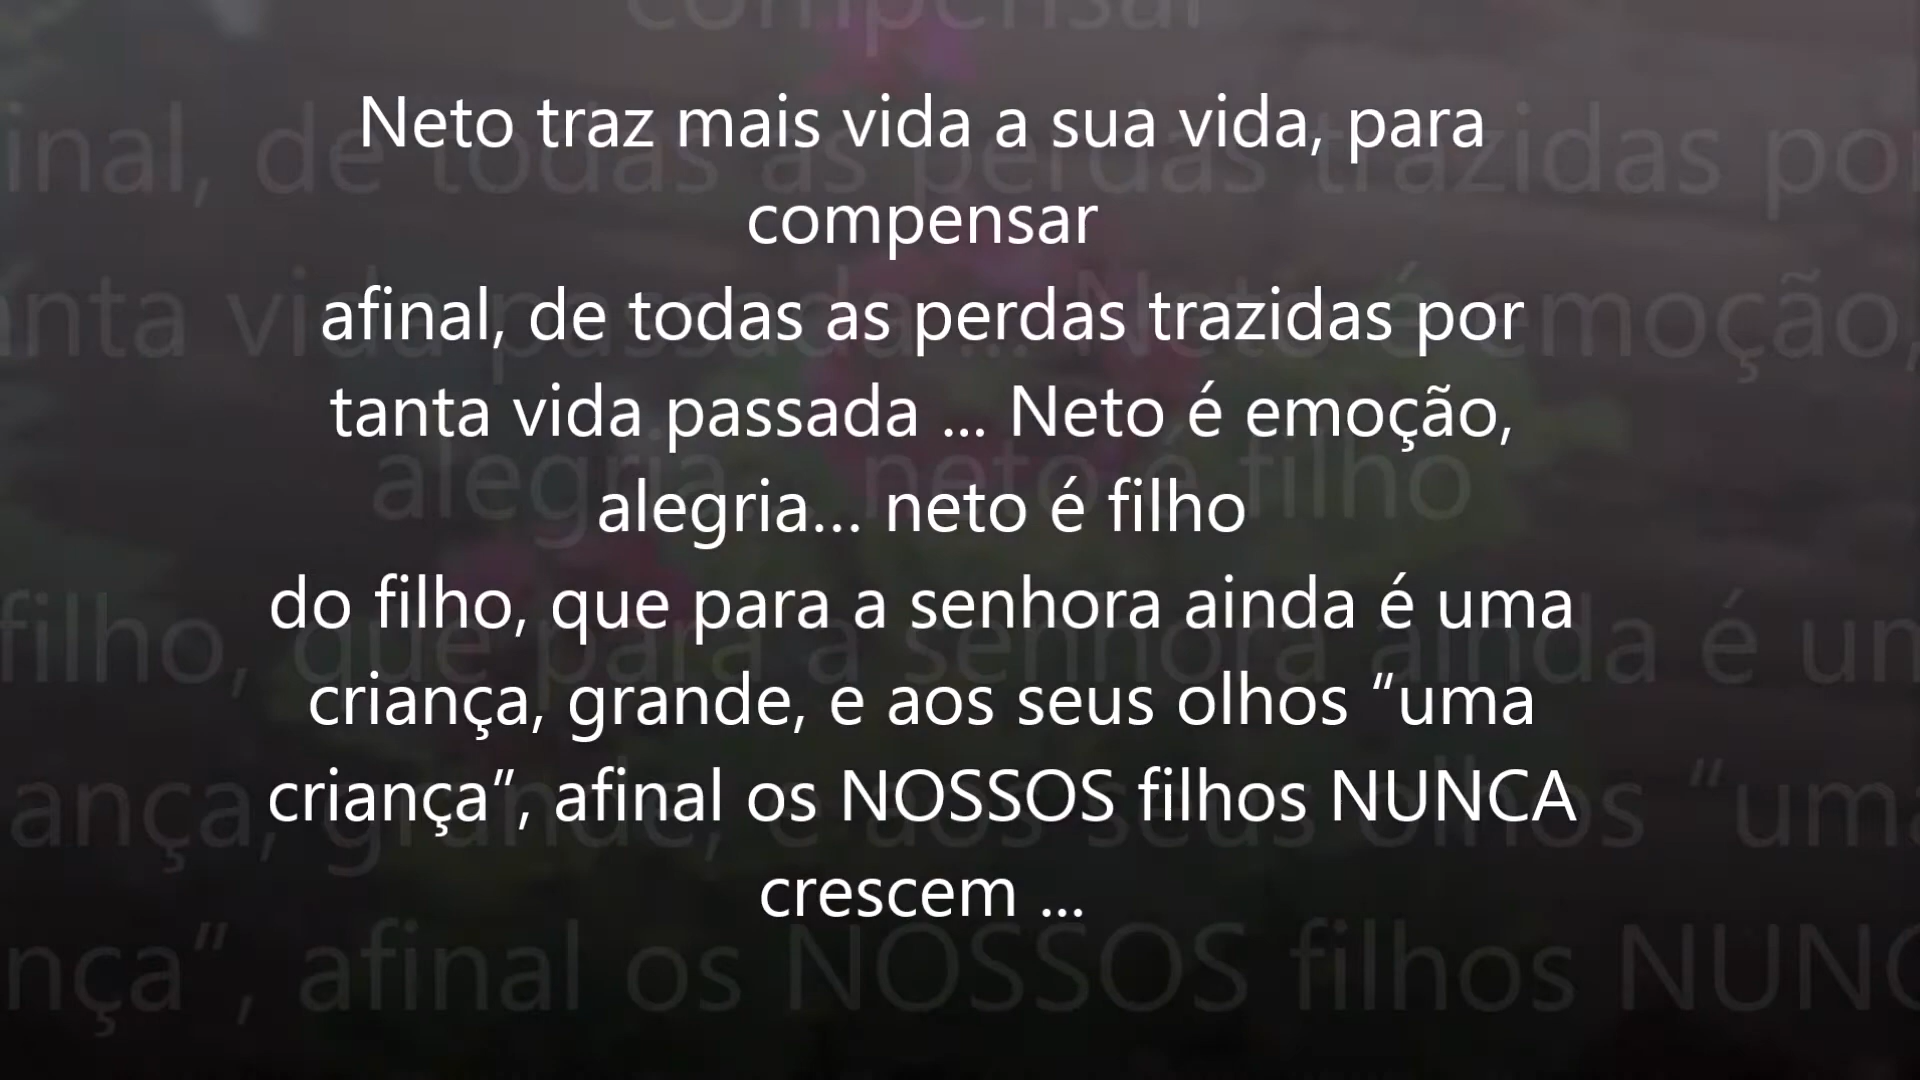 Neto traz mais vida a sua vida, para
compensar
afinal, de todas as perdas trazidas por
tanta vida passada ... Neto é emoção,
alegria... neto é filho
do filho, que para a senhora ainda é uma
criança, grande, e aos seus olhos “uma
criança”, afinal os NOSSOS filhos NUNCA
crescem ...